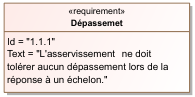 «requirement»
Dépassemet
Id = "1.1.1"
Text = "L'asservissement  ne doit
tolérer aucun dépassement lors de la
réponse à un échelon."